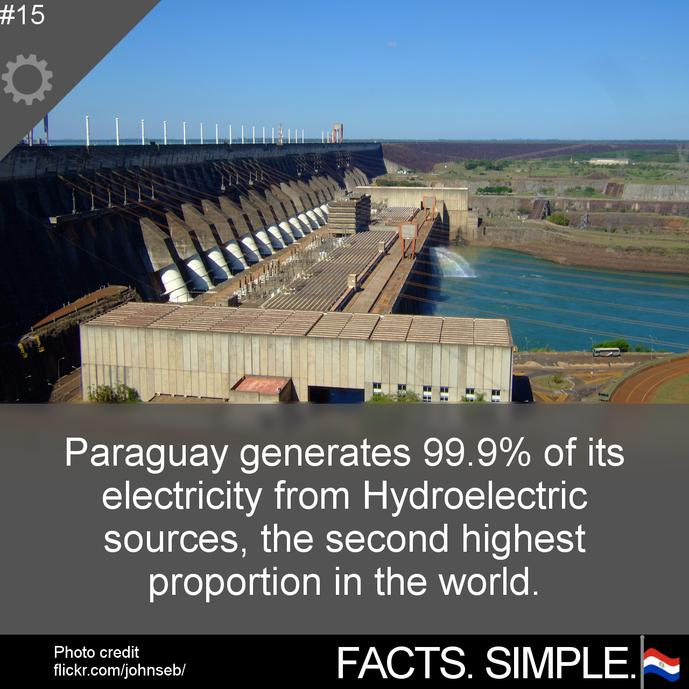 #15
Paraguay generates 99.9% of its
electricity from Hydroelectric
sources, the second highest
proportion in the world.
Photo credit
flickr.com/johnseb/
FACTS. SIMPLE.